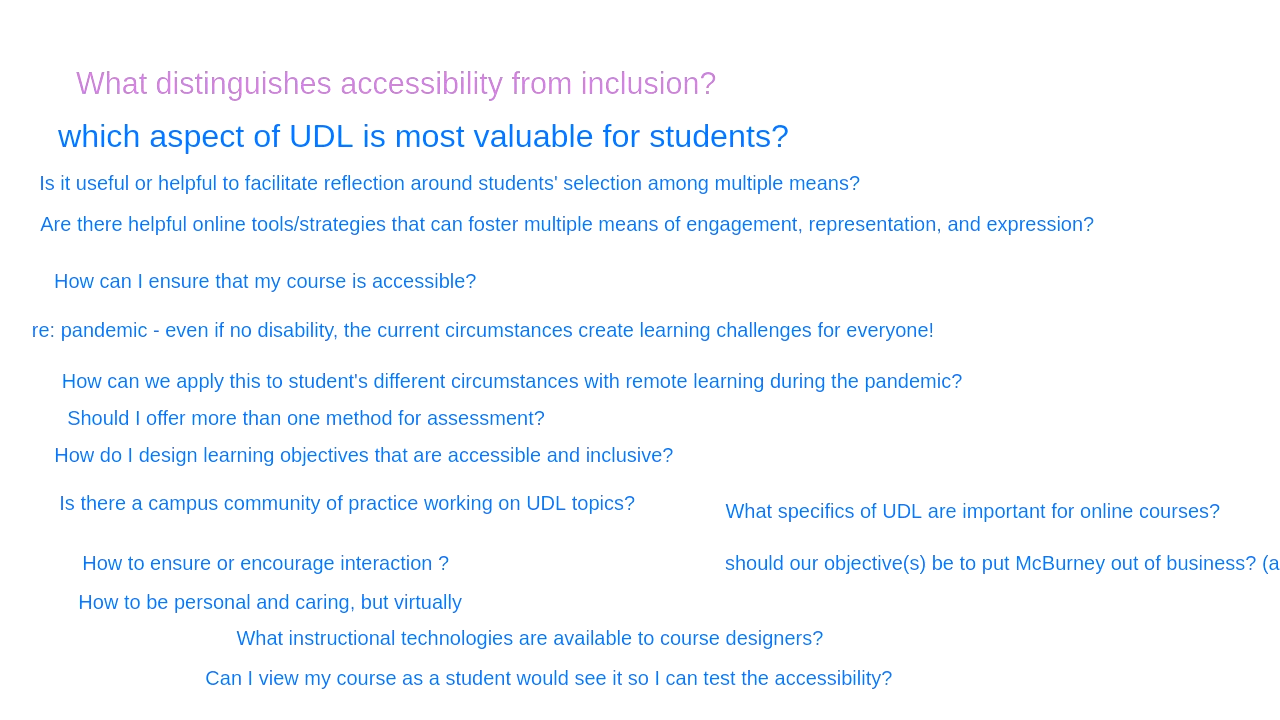 What distinguishes accessibility from inclusion?
which aspect of UDL is most valuable for students?
Is it useful or helpful to facilitate reflection around students' selection among multiple means?
Are there helpful online tools/strategies that can foster multiple means of engagement, representation, and expression?
How can I ensure that my course is accessible?
re: pandemic - even if no disability, the current circumstances create learning challenges for everyone!
How can we apply this to student's different circumstances with remote learning during the pandemic?
Should I offer more than one method for assessment?
How do I design learning objectives that are accessible and inclusive?
Is there a campus community of practice working on UDL topics?
What specifics of UDL are important for online courses?
How to ensure or encourage interaction ?
should our objective(s) be to put McBurney out of business? (a
How to be personal and caring, but virtually
What instructional technologies are available to course designers?
Can I view my course as a student would see it so I can test the accessibility?